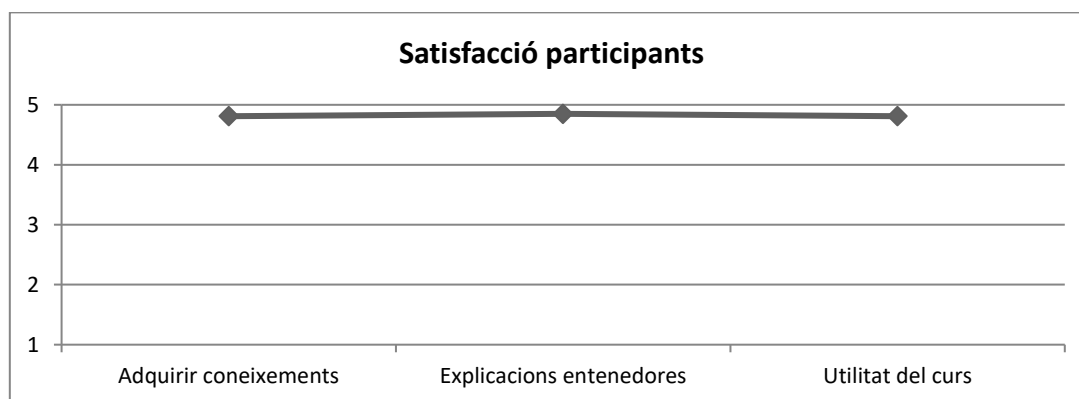 Satisfacció participants
5
4
3
2
1
Adquirir coneixements
Explicacions entenedores
Utilitat del curs